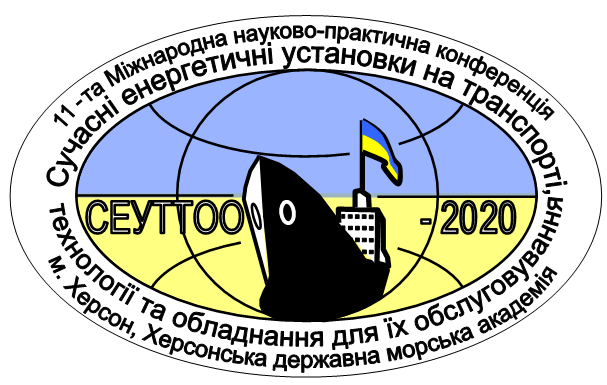 11 -та Міжнародна науково-практична конференція
Сучасні енергетичні установки на транспорті,
СЕУТТОО - 2020
технології та обладнання для їх обслуговування
м. Херсон, Херсонська державна морська академія